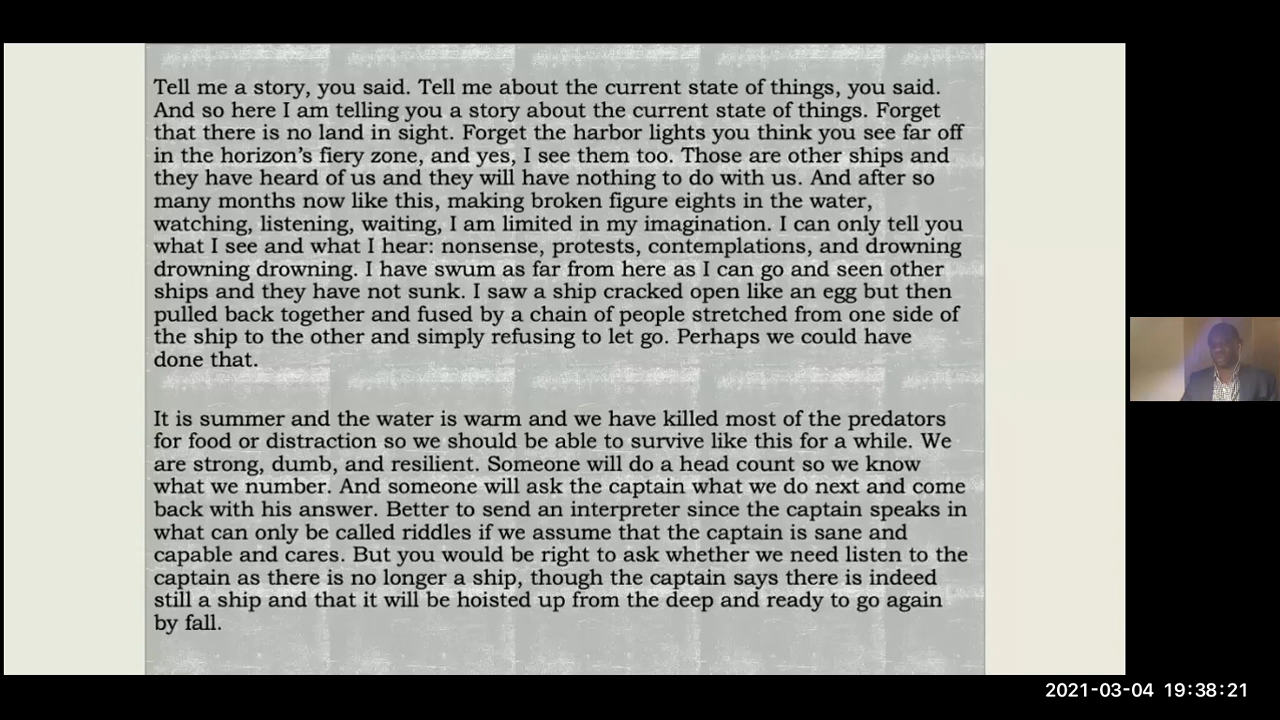 Tell me a story, you said. Tell me about the current state of things, you said.
And so here I am telling you a story about the current state of things. Forget
that there is no land in sight. Forget the harbor lights you think you see far off
in the horizon’s fiery zone, and yes, I see them too. Those are other ships and
they have heard of us and they will have nothing to do with us. And after so
many months now like this, making broken figure eights in the water,
watching, listening, waiting, I am limited in my imagination. I can only tell you
what I see and what I hear: nonsense, protests, contemplations, and drowning
drowning drowning. I have swum as far from here as I can go and seen other
ships and they have not sunk. I saw a ship cracked open like an egg but then
pulled back together and fused by a chain of people stretched from one side of
the ship to the other and simply refusing to let go. Perhaps we could have
done that.
It is summer and the water is warm and we have killed most of the predators
for food or distraction so we should be able to survive like this for a while. We
are strong, dumb, and resilient. Someone will do a head count so we know
what we number. And someone will ask the captain what we do next and come
back with his answer. Better to send an interpreter since the captain speaks in
what can only be called riddles if we assume that the captain is sane and
capable and cares. But you would be right to ask whether we need listen to the
captain as there is no longer a ship, though the captain says there is indeed
still a ship and that it will be hoisted up from the deep and ready to go again
by fall.
2021-03-04 19:38:21